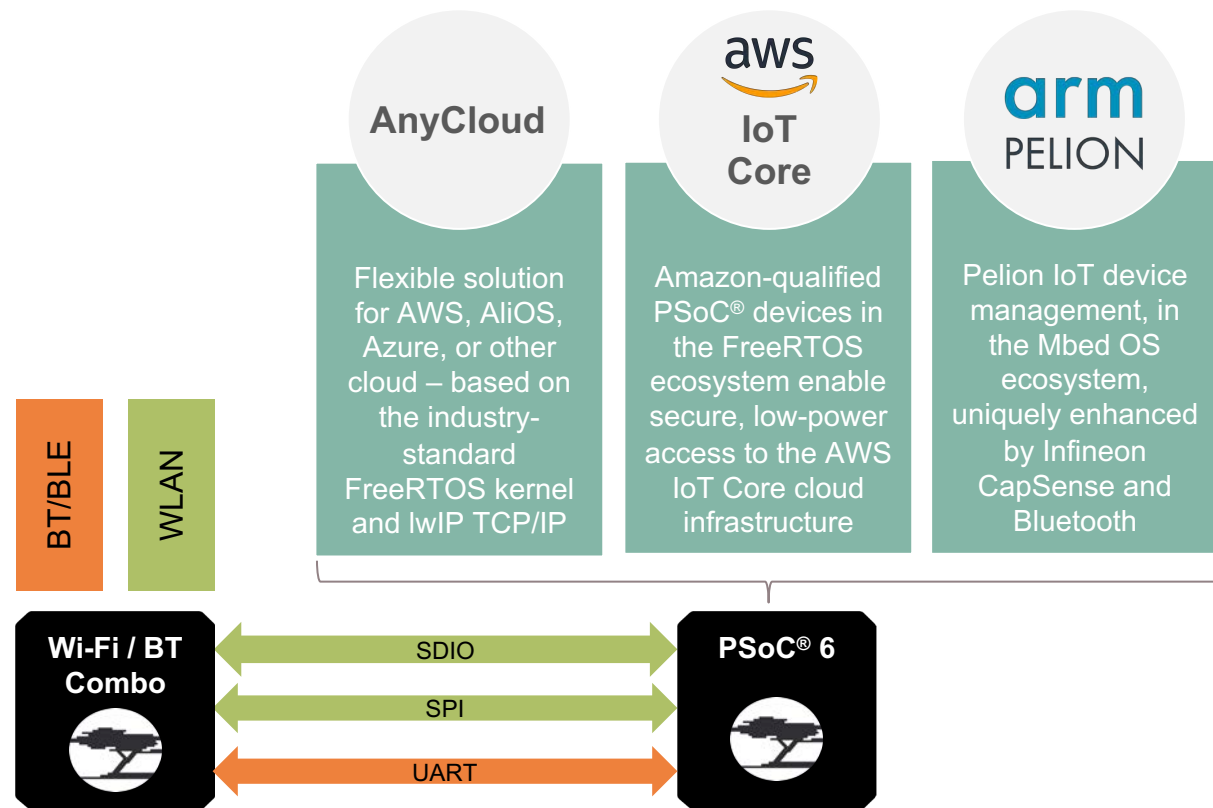 AnyCloud
Flexible solution
for AWS, AliOS,
Azure, or other
cloud – based on
the industry-
standard
FreeRTOS kernel
and lwIP TCP/IP
aws
IoT
Core
Amazon-qualified
PSoC® devices in
the FreeRTOS
ecosystem enable
secure, low-power
access to the AWS
IoT Core cloud
infrastructure
arm
PELION
Pelion IoT device
management, in
the Mbed OS
ecosystem,
uniquely enhanced
by Infineon
CapSense and
Bluetooth
BT/BLE
WLAN
Wi-Fi / BT
Combo
SDIO
SPI
UART
PSoC® 6